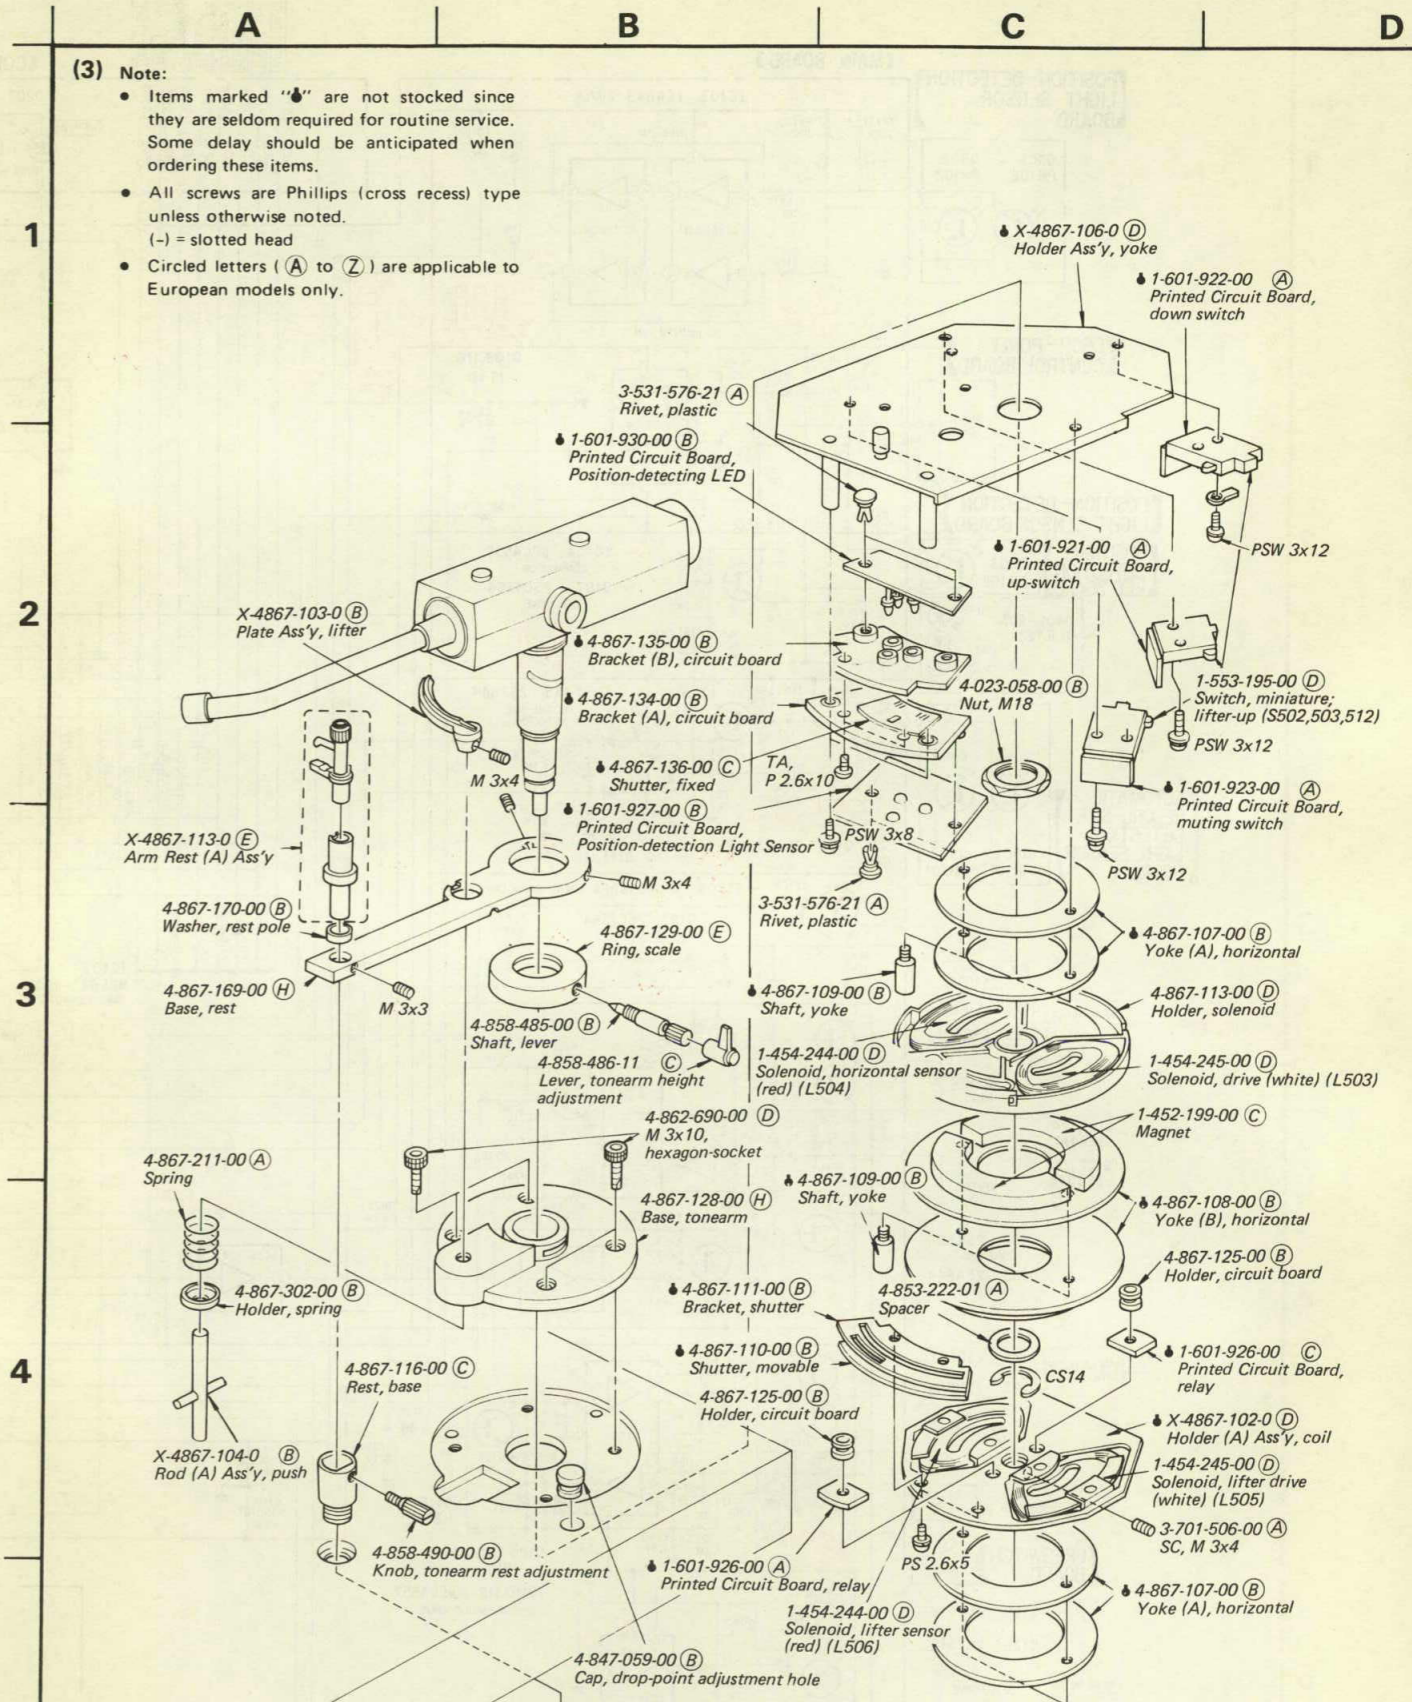 A B C D
(3) Note:
• Items marked "●" are not stocked since
they are seldom required for routine service.
Some delay should be anticipated when
ordering these items.
• All screws are Phillips (cross recess) type
unless otherwise noted.
(-) = slotted head
• Circled letters ( Ⓐ to Ⓩ ) are applicable to
European models only.
1
2
3
4
X-4867-106-0 Ⓓ
Holder Ass'y, yoke
1-601-922-00 Ⓐ
Printed Circuit Board,
down switch
3-531-576-21 Ⓐ
Rivet, plastic
1-601-930-00 Ⓑ
Printed Circuit Board,
Position-detecting LED
PSW 3x12
1-601-921-00 Ⓐ
Printed Circuit Board,
up-switch
X-4867-103-0 Ⓑ
Plate Ass'y, lifter
4-867-135-00 Ⓑ
Bracket (B), circuit board
4-867-134-00 Ⓑ
Bracket (A), circuit board
4-023-058-00 Ⓑ
Nut, M18
1-553-195-00 Ⓓ
Switch, miniature;
lifter-up (S502,503,512)
PSW 3x12
M 3x4
4-867-136-00 Ⓒ
Shutter, fixed
TA,
P 2.6x10
1-601-923-00 Ⓐ
Printed Circuit Board,
muting switch
1-601-927-00 Ⓑ
Printed Circuit Board,
Position-detection Light Sensor
PSW 3x8
PSW 3x12
X-4867-113-0 Ⓔ
Arm Rest (A) Ass'y
M 3x4
3-531-576-21 Ⓐ
Rivet, plastic
4-867-170-00 Ⓑ
Washer, rest pole
4-867-129-00 Ⓔ
Ring, scale
4-867-107-00 Ⓑ
Yoke (A), horizontal
4-867-169-00 Ⓗ
Base, rest
M 3x3
4-867-109-00 Ⓑ
Shaft, yoke
4-867-113-00 Ⓓ
Holder, solenoid
4-858-485-00 Ⓑ
Shaft, lever
4-858-486-11 Ⓒ
Lever, tonearm height
adjustment
1-454-244-00 Ⓓ
Solenoid, horizontal sensor
(red) (L504)
1-454-245-00 Ⓓ
Solenoid, drive (white) (L503)
4-862-690-00 Ⓓ
M 3x10,
hexagon-socket
1-452-199-00 Ⓒ
Magnet
4-867-211-00 Ⓐ
Spring
4-867-109-00 Ⓑ
Shaft, yoke
4-867-128-00 Ⓗ
Base, tonearm
4-867-108-00 Ⓑ
Yoke (B), horizontal
4-867-125-00 Ⓑ
Holder, circuit board
4-867-302-00 Ⓑ
Holder, spring
4-867-111-00 Ⓑ
Bracket, shutter
4-853-222-01 Ⓐ
Spacer
4-867-110-00 Ⓑ
Shutter, movable
1-601-926-00 Ⓒ
Printed Circuit Board,
relay
4-867-116-00 Ⓒ
Rest, base
CS14
4-867-125-00 Ⓑ
Holder, circuit board
X-4867-102-0 Ⓓ
Holder (A) Ass'y, coil
X-4867-104-0 Ⓑ
Rod (A) Ass'y, push
1-454-245-00 Ⓓ
Solenoid, lifter drive
(white) (L505)
3-701-506-00 Ⓐ
SC, M 3x4
4-858-490-00 Ⓑ
Knob, tonearm rest adjustment
1-601-926-00 Ⓐ
Printed Circuit Board, relay
PS 2.6x5
4-867-107-00 Ⓑ
Yoke (A), horizontal
1-454-244-00 Ⓓ
Solenoid, lifter sensor
(red) (L506)
4-847-059-00 Ⓑ
Cap, drop-point adjustment hole